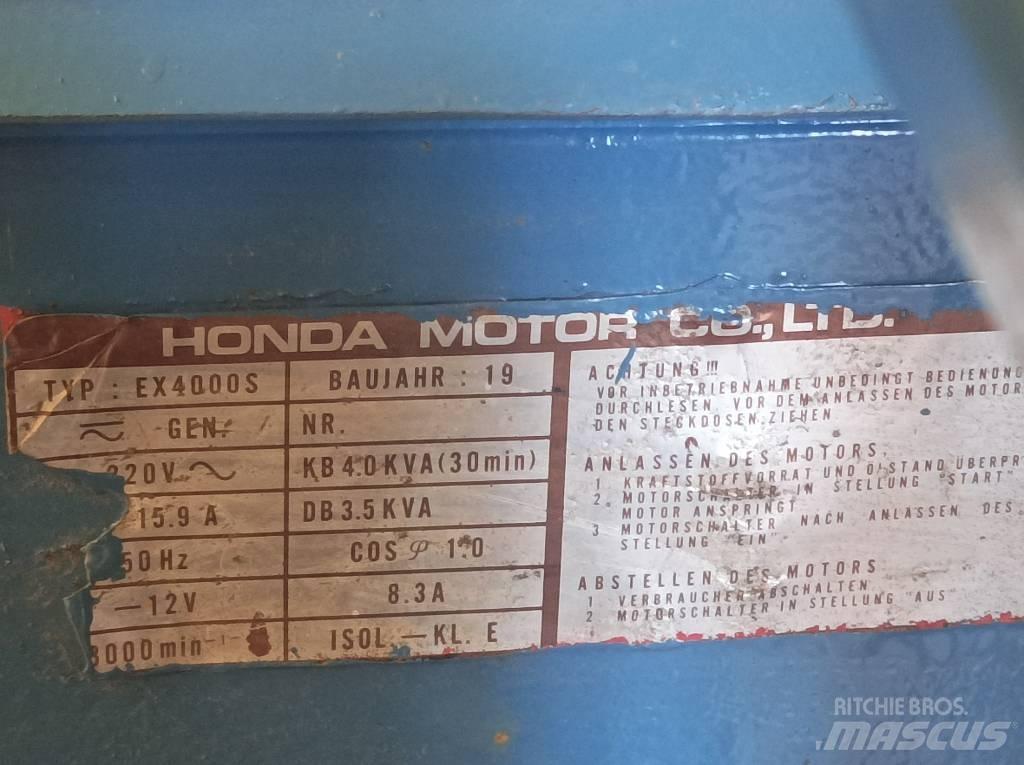 HONDA MOTOR CO., LTD.
TYP : EX4000S
BAUJAHR : 19
GEN.
NR.
220V ~
KB 4.0 KVA (30min)
15.9 A
DB 3.5 KVA
50 Hz
COS φ 1.0
—12V
8.3A
3000min⁻¹
ISOL.—KL. E
ACHTUNG!!!
VOR INBETRIEBNAHME UNBEDINGT BEDIENUNG
DURCHLESEN, VOR DEM ANLASSEN DES MOTOR
DEN STECKDOSEN ZIEHEN
ANLASSEN DES MOTORS,
1 KRAFTSTOFFVORRAT UND ÖLSTAND ÜBERPR
2. MOTORSCHALTER IN STELLUNG "START"
MOTOR ANSPRINGT
3 MOTORSCHALTER NACH ANLASSEN DES
STELLUNG "EIN"
ABSTELLEN DES MOTORS
1 VERBRAUCHER ABSCHALTEN
2 MOTORSCHALTER IN STELLUNG "AUS"
RITCHIE BROS.
MASCUS